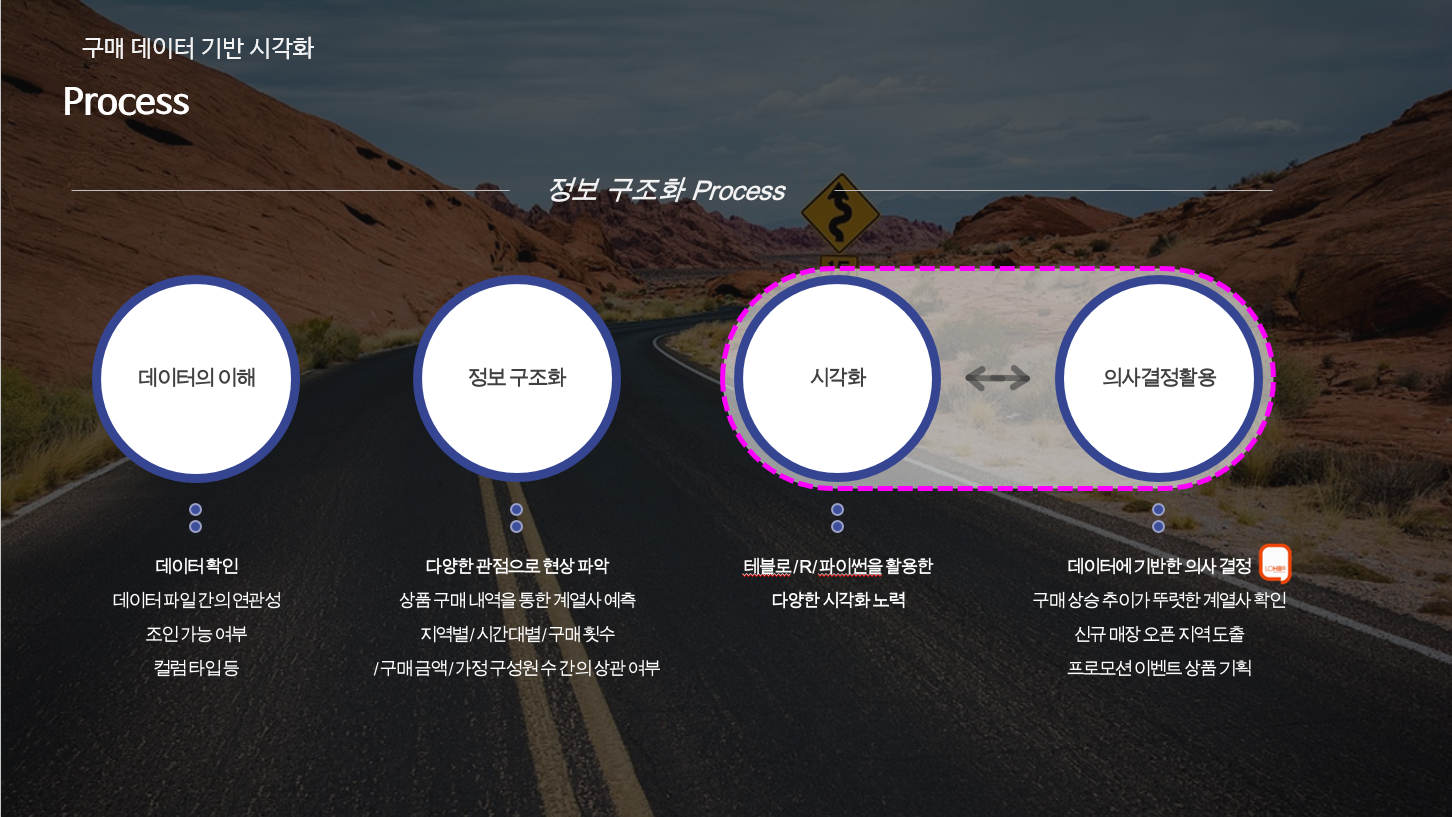 구매 데이터 기반 시각화
Process
정보 구조화 Process
데이터의 이해
정보 구조화
시각화
의사결정활용
데이터 확인
데이터 파일 간의 연관성
조인 가능 여부
컬럼 타입 등
다양한 관점으로 현상 파악
상품 구매 내역을 통한 계열사 예측
지역별/ 시간대별/ 구매 횟수
/ 구매 금액/ 가정 구성원 수 간의 상관 여부
테블로/R/파이썬을 활용한
다양한 시각화 노력
데이터에 기반한 의사 결정
구매 상승 추이가 뚜렷한 계열사 확인
신규 매장 오픈 지역 도출
프로모션 이벤트 상품 기획